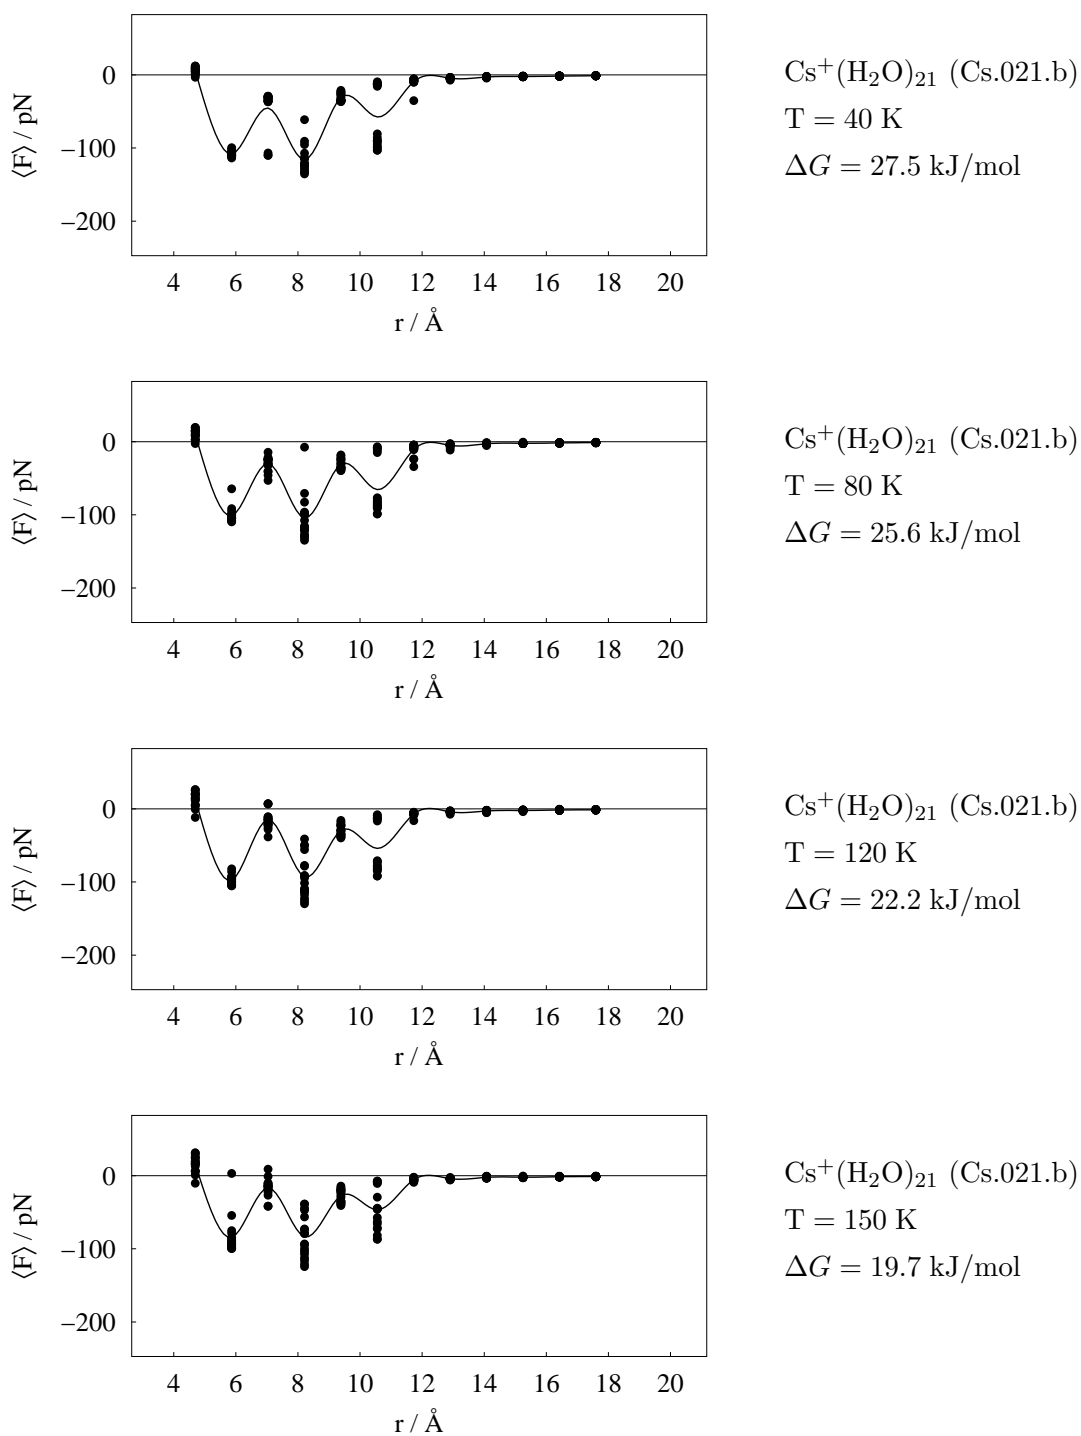 0
−100
−200
⟨F⟩ / pN
4 6 8 10 12 14 16 18 20
r / Å
Cs⁺(H₂O)₂₁ (Cs.021.b)
T = 40 K
ΔG = 27.5 kJ/mol
0
−100
−200
⟨F⟩ / pN
4 6 8 10 12 14 16 18 20
r / Å
Cs⁺(H₂O)₂₁ (Cs.021.b)
T = 80 K
ΔG = 25.6 kJ/mol
0
−100
−200
⟨F⟩ / pN
4 6 8 10 12 14 16 18 20
r / Å
Cs⁺(H₂O)₂₁ (Cs.021.b)
T = 120 K
ΔG = 22.2 kJ/mol
0
−100
−200
⟨F⟩ / pN
4 6 8 10 12 14 16 18 20
r / Å
Cs⁺(H₂O)₂₁ (Cs.021.b)
T = 150 K
ΔG = 19.7 kJ/mol